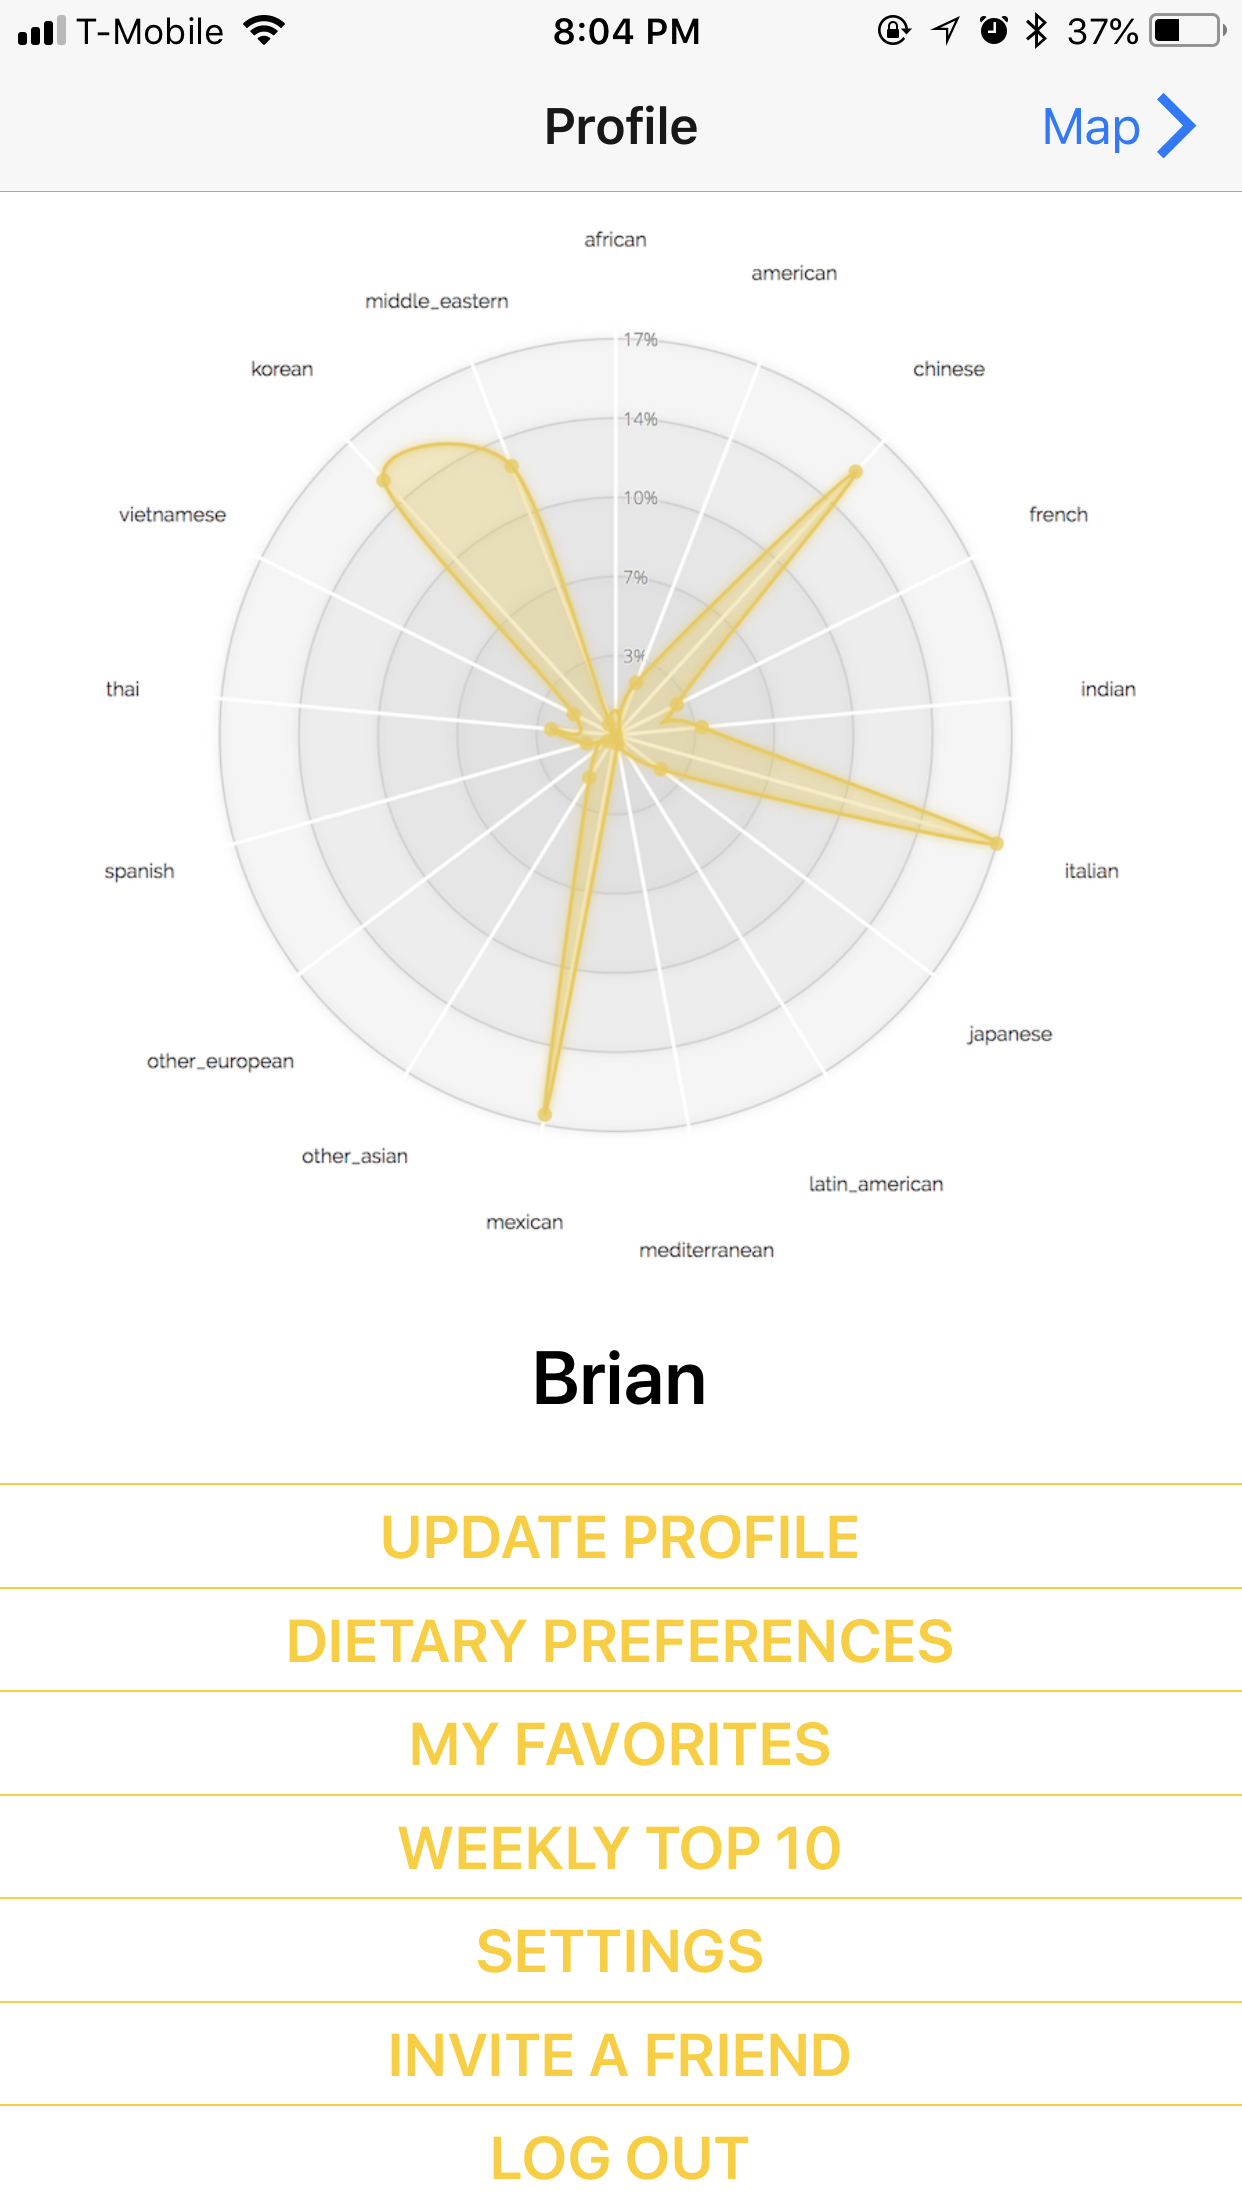 T-Mobile 8:04 PM 37%
Profile Map
african
american
middle_eastern
17%
korean
chinese
14%
10%
vietnamese
french
7%
3%
thai
indian
spanish
italian
japanese
other_european
other_asian
latin_american
mexican
mediterranean
Brian
UPDATE PROFILE
DIETARY PREFERENCES
MY FAVORITES
WEEKLY TOP 10
SETTINGS
INVITE A FRIEND
LOG OUT